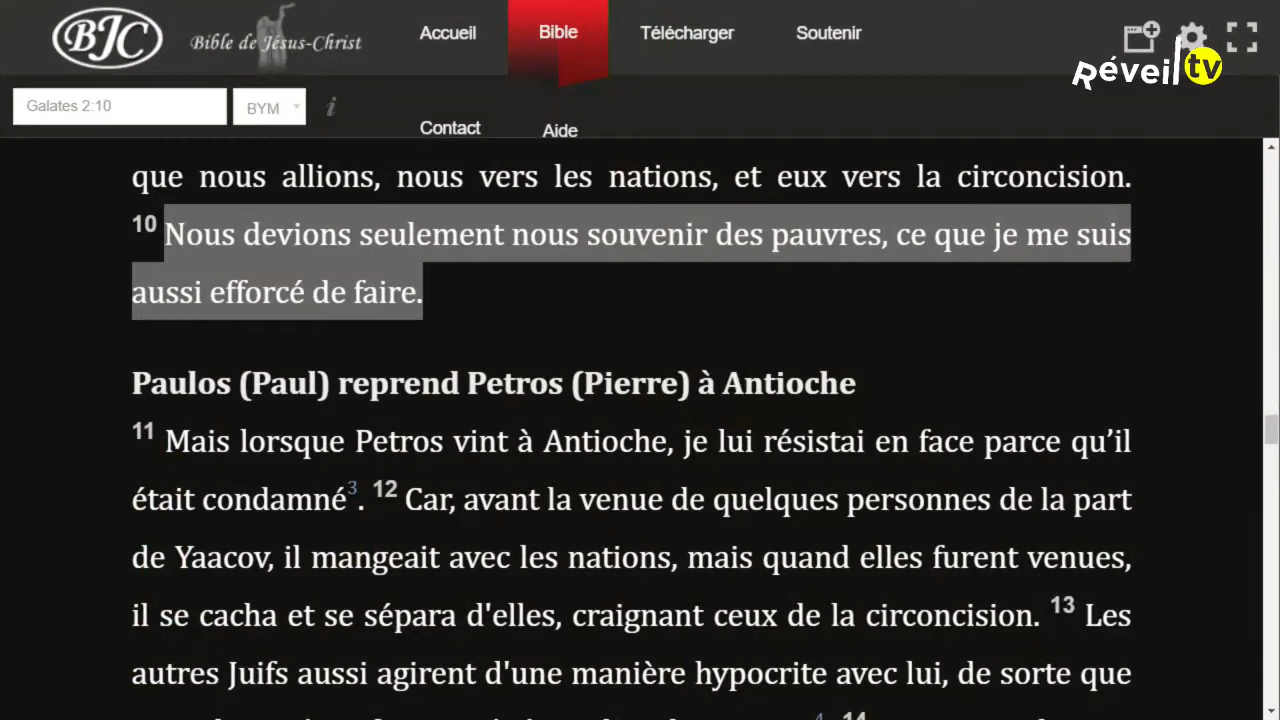 BJC Bible de Jésus-Christ Accueil Bible Télécharger Soutenir
Réveil tv
Galates 2:10 BYM i
Contact Aide
que nous allions, nous vers les nations, et eux vers la circoncision.
10 Nous devions seulement nous souvenir des pauvres, ce que je me suis
aussi efforcé de faire.
Paulos (Paul) reprend Petros (Pierre) à Antioche
11 Mais lorsque Petros vint à Antioche, je lui résistai en face parce qu’il
était condamné3. 12 Car, avant la venue de quelques personnes de la part
de Yaacov, il mangeait avec les nations, mais quand elles furent venues,
il se cacha et se sépara d'elles, craignant ceux de la circoncision. 13 Les
autres Juifs aussi agirent d'une manière hypocrite avec lui, de sorte que
4 14